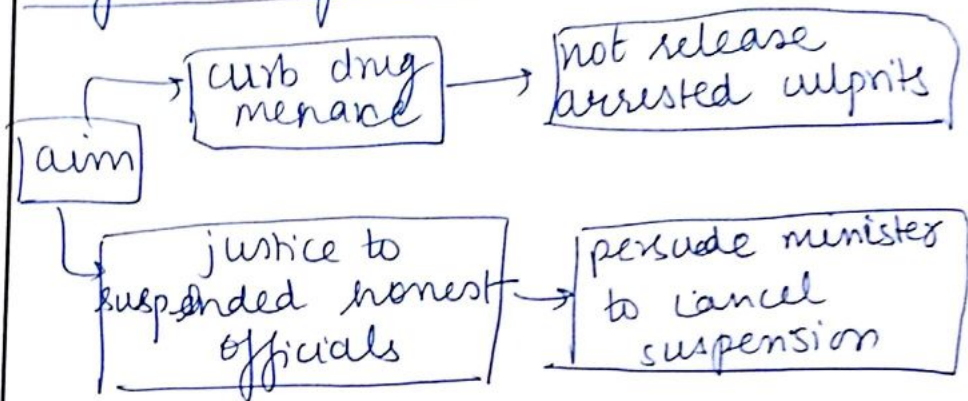 curb drug
menace
not release
arrested culprits
aim
justice to
suspended honest
officials
persuade minister
to cancel
suspension